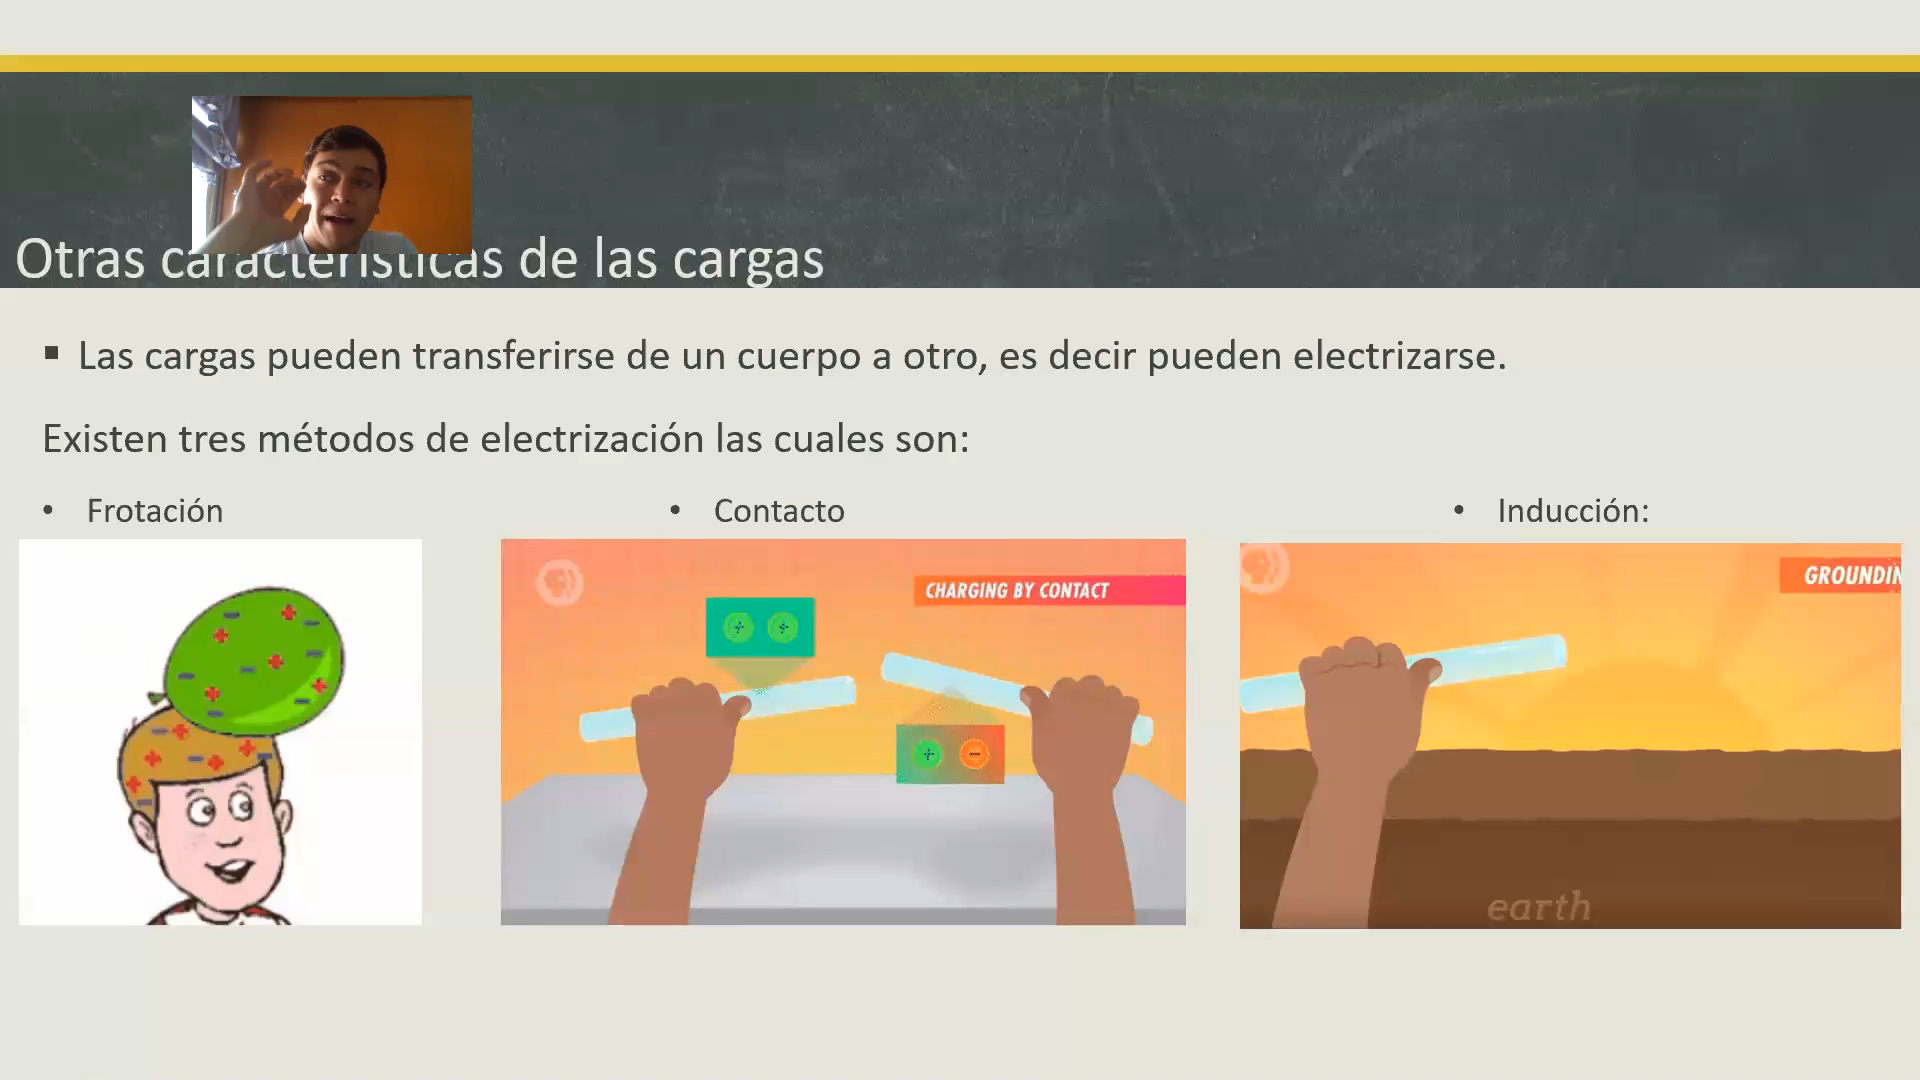 Otras características de las cargas
▪ Las cargas pueden transferirse de un cuerpo a otro, es decir pueden electrizarse.
Existen tres métodos de electrización las cuales son:
• Frotación
• Contacto
• Inducción:
CHARGING BY CONTACT
GROUNDIN
earth